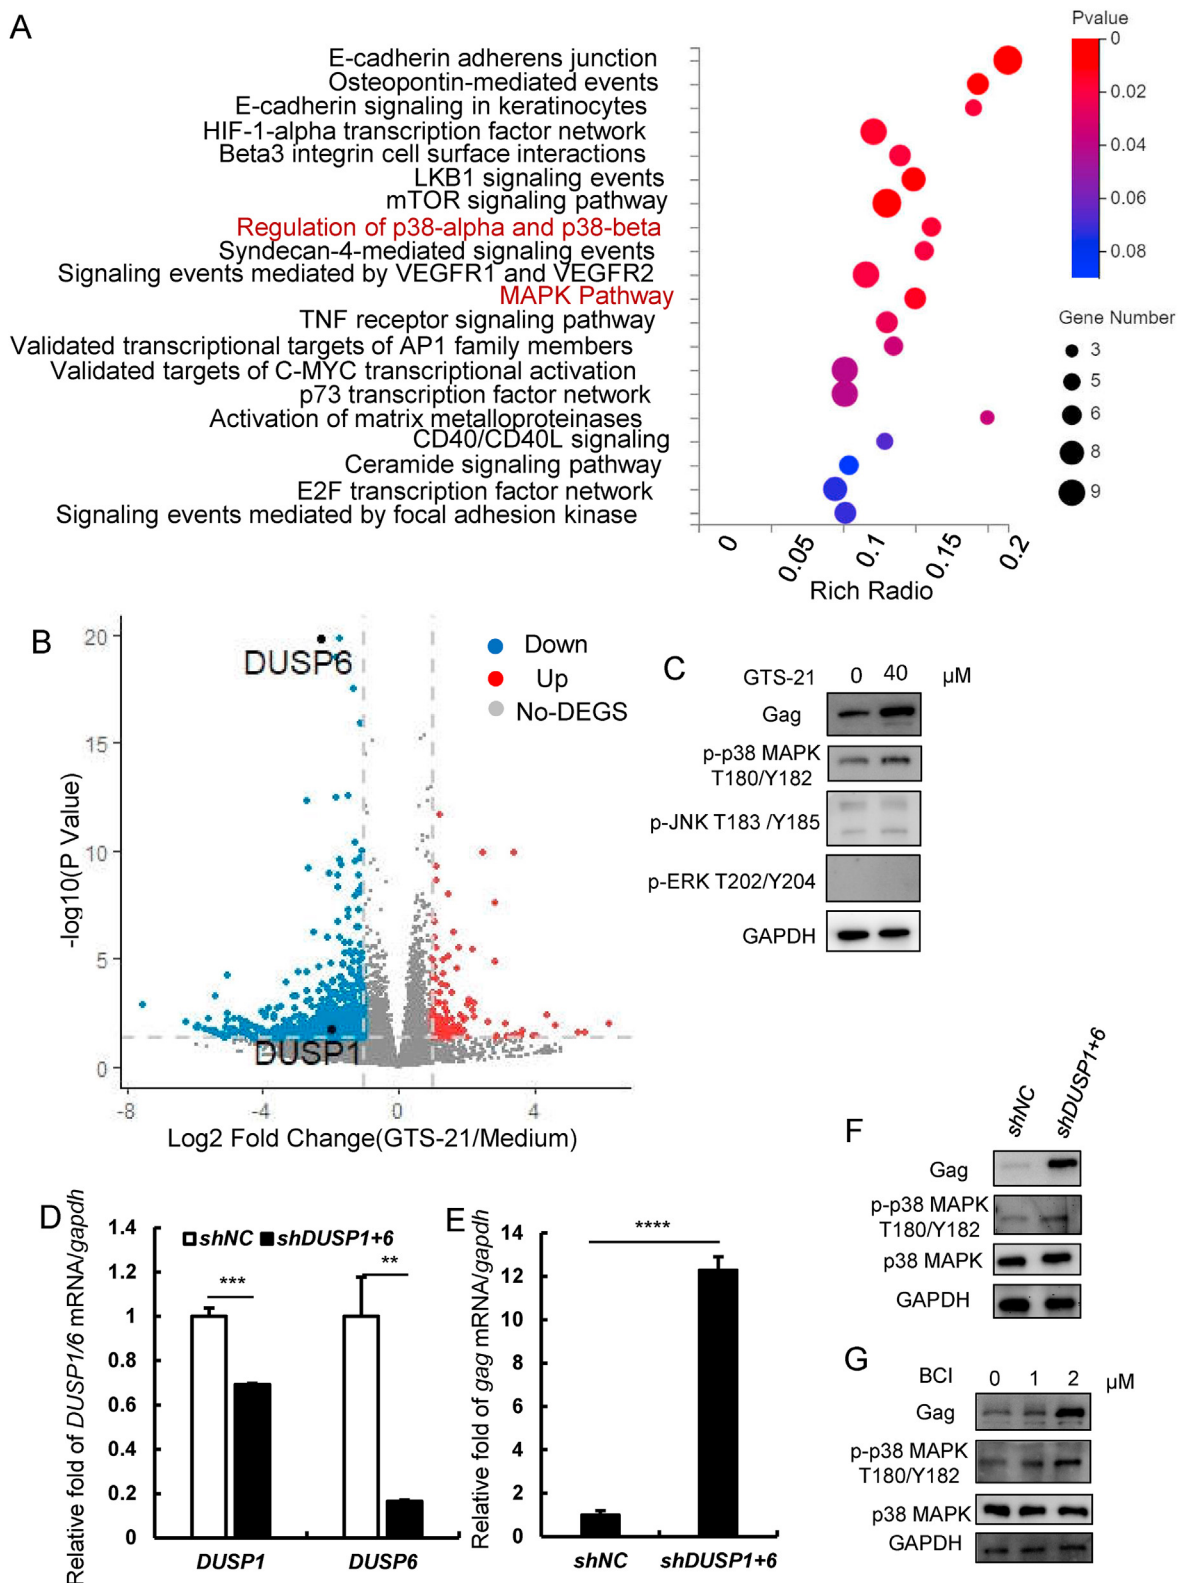 A
E-cadherin adherens junction
Osteopontin-mediated events
E-cadherin signaling in keratinocytes
HIF-1-alpha transcription factor network
Beta3 integrin cell surface interactions
LKB1 signaling events
mTOR signaling pathway
Regulation of p38-alpha and p38-beta
Syndecan-4-mediated signaling events
Signaling events mediated by VEGFR1 and VEGFR2
MAPK Pathway
TNF receptor signaling pathway
Validated transcriptional targets of AP1 family members
Validated targets of C-MYC transcriptional activation
p73 transcription factor network
Activation of matrix metalloproteinases
CD40/CD40L signaling
Ceramide signaling pathway
E2F transcription factor network
Signaling events mediated by focal adhesion kinase
0 0.05 0.1 0.15 0.2
Rich Radio
Pvalue
0
0.02
0.04
0.06
0.08
Gene Number
3
5
6
8
9
B
20
15
10
5
0
-log10(P Value)
DUSP6
DUSP1
Down
Up
No-DEGS
-8 -4 0 4
Log2 Fold Change(GTS-21/Medium)
C
GTS-21 0 40 μM
Gag
p-p38 MAPK
T180/Y182
p-JNK T183 /Y185
p-ERK T202/Y204
GAPDH
D
Relative fold of DUSP1/6 mRNA/gapdh
1.4
1.2
1
0.8
0.6
0.4
0.2
0
shNC shDUSP1+6
***
**
DUSP1 DUSP6
E
Relative fold of gag mRNA/gapdh
14
12
10
8
6
4
2
0
****
shNC shDUSP1+6
F
shNC shDUSP1+6
Gag
p-p38 MAPK
T180/Y182
p38 MAPK
GAPDH
G
BCI 0 1 2 μM
Gag
p-p38 MAPK
T180/Y182
p38 MAPK
GAPDH